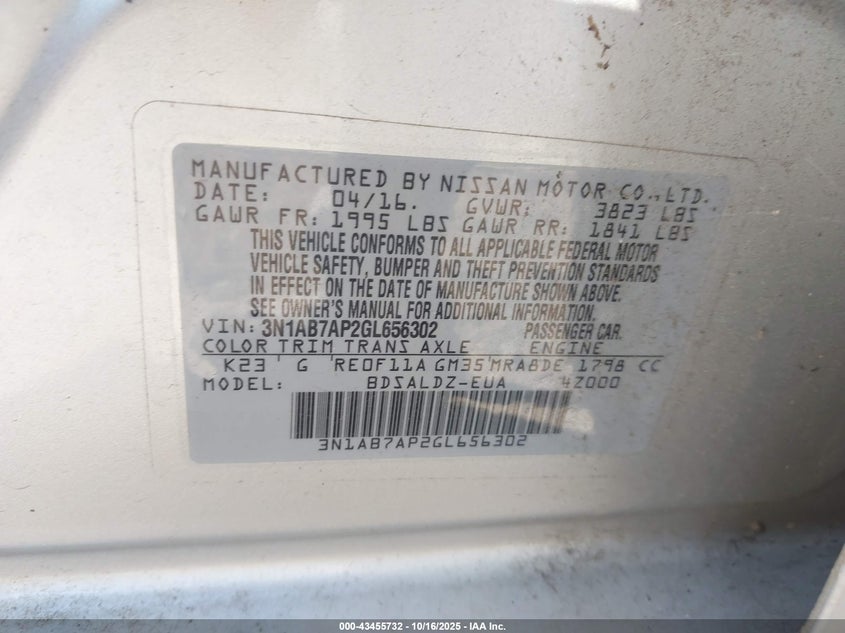 MANUFACTURED BY NISSAN MOTOR CO.,LTD.
DATE: 04/16. GVWR: 3823 LBS
GAWR FR: 1995 LBS GAWR RR: 1841 LBS
THIS VEHICLE CONFORMS TO ALL APPLICABLE FEDERAL MOTOR
VEHICLE SAFETY, BUMPER AND THEFT PREVENTION STANDARDS
IN EFFECT ON THE DATE OF MANUFACTURE SHOWN ABOVE.
SEE OWNER'S MANUAL FOR ADDITIONAL INFORMATION.
VIN: 3N1AB7AP2GL656302 PASSENGER CAR.
COLOR TRIM TRANS AXLE ENGINE
K23 G RE0F11A GM35 MRA8DE 1798 CC
MODEL: BDSALDZ-EUA 4Z000
3N1AB7AP2GL656302
000-43455732 - 10/16/2025 - IAA Inc.